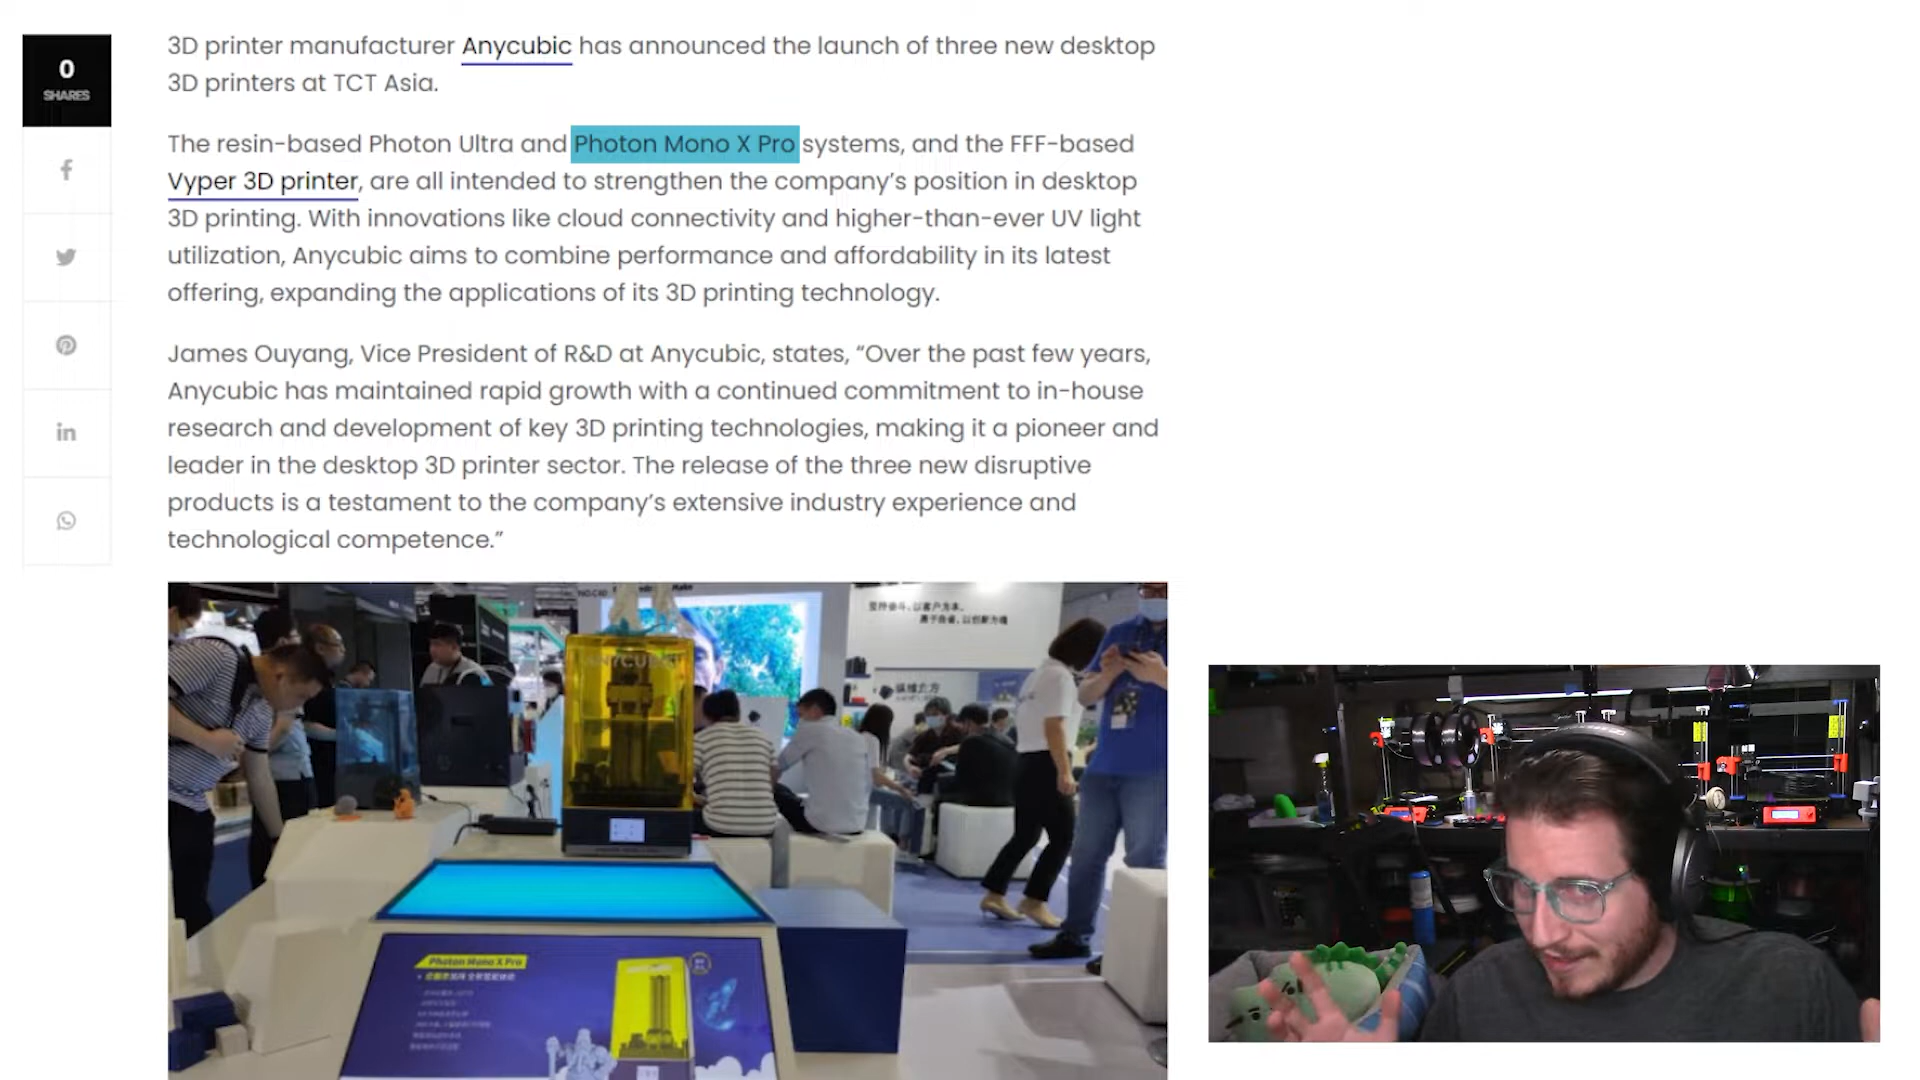 0
SHARES
3D printer manufacturer Anycubic has announced the launch of three new desktop
3D printers at TCT Asia.
The resin-based Photon Ultra and Photon Mono X Pro systems, and the FFF-based
Vyper 3D printer, are all intended to strengthen the company’s position in desktop
3D printing. With innovations like cloud connectivity and higher-than-ever UV light
utilization, Anycubic aims to combine performance and affordability in its latest
offering, expanding the applications of its 3D printing technology.
James Ouyang, Vice President of R&D at Anycubic, states, “Over the past few years,
Anycubic has maintained rapid growth with a continued commitment to in-house
research and development of key 3D printing technologies, making it a pioneer and
leader in the desktop 3D printer sector. The release of the three new disruptive
products is a testament to the company’s extensive industry experience and
technological competence.”
ANYCUBIC
Photon Mono X Pro